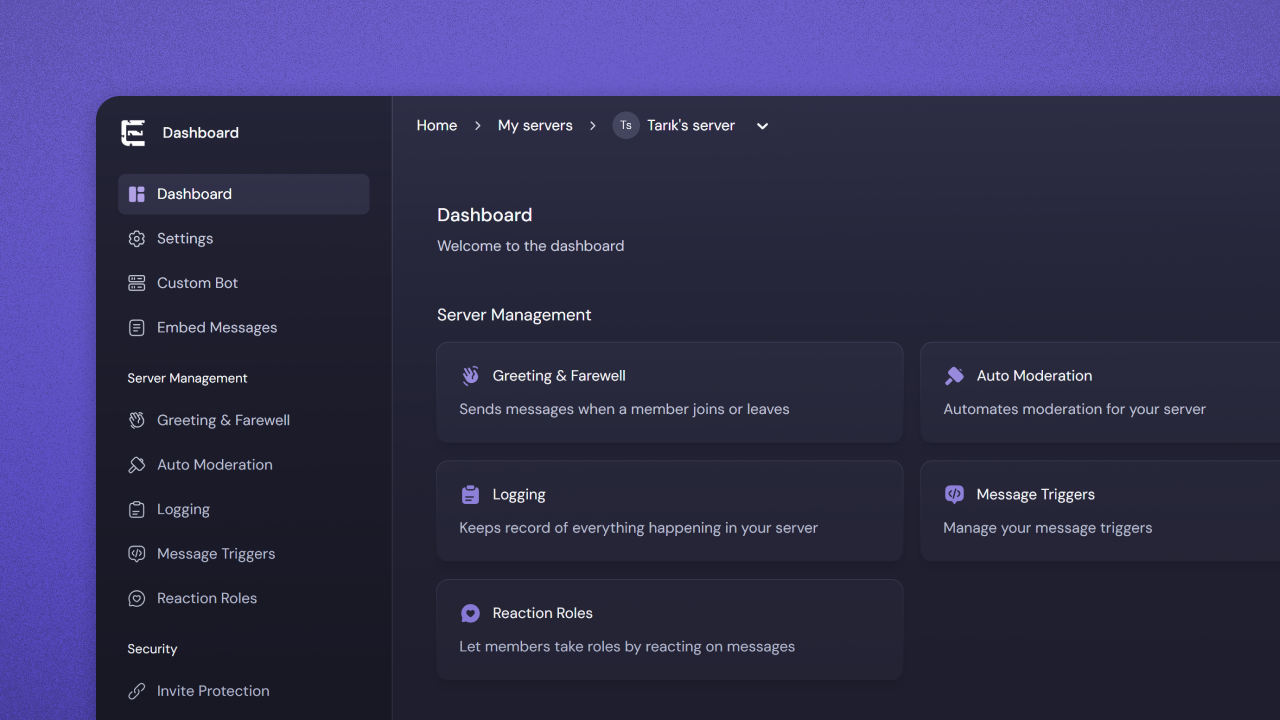 Dashboard
Dashboard
Settings
Custom Bot
Embed Messages
Server Management
Greeting & Farewell
Auto Moderation
Logging
Message Triggers
Reaction Roles
Security
Invite Protection
Home > My servers > Ts Tarık's server
Dashboard
Welcome to the dashboard
Server Management
Greeting & Farewell
Sends messages when a member joins or leaves
Auto Moderation
Automates moderation for your server
Logging
Keeps record of everything happening in your server
Message Triggers
Manage your message triggers
Reaction Roles
Let members take roles by reacting on messages